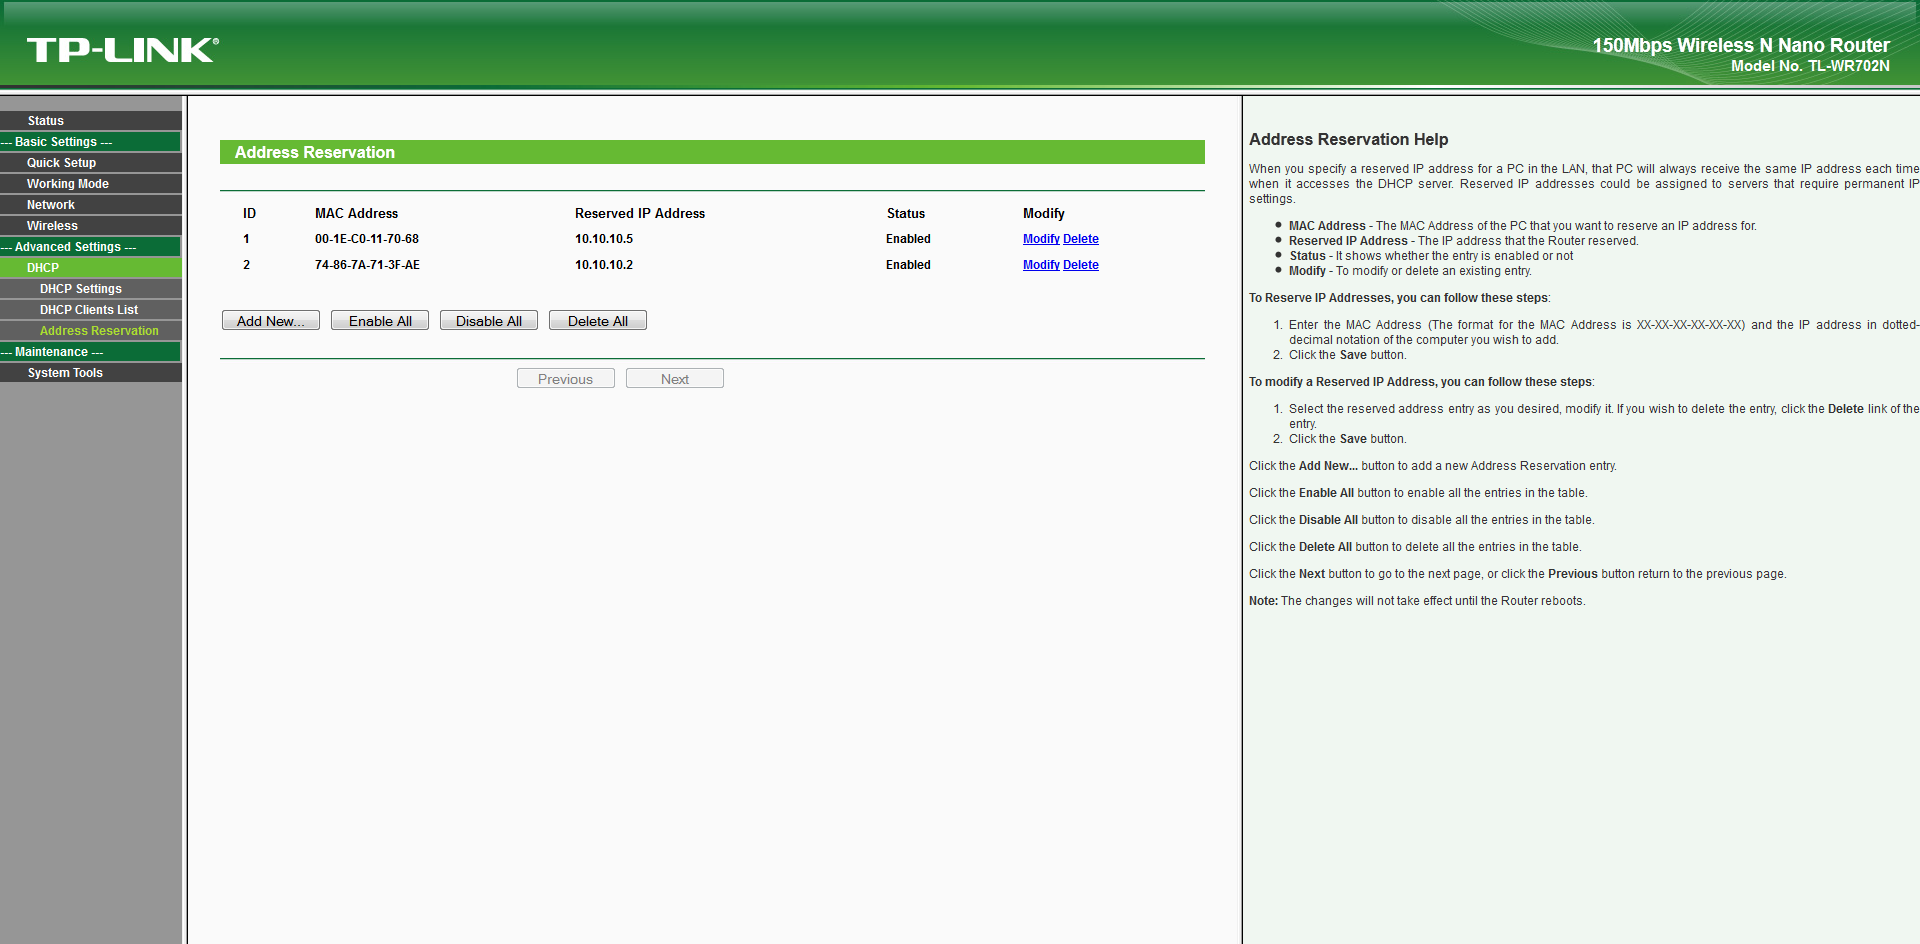 TP-LINK®
150Mbps Wireless N Nano Router
Model No. TL-WR702N
Status
--- Basic Settings ---
Quick Setup
Working Mode
Network
Wireless
--- Advanced Settings ---
DHCP
DHCP Settings
DHCP Clients List
Address Reservation
--- Maintenance ---
System Tools
Address Reservation
ID MAC Address Reserved IP Address Status Modify
1 00-1E-C0-11-70-68 10.10.10.5 Enabled Modify Delete
2 74-86-7A-71-3F-AE 10.10.10.2 Enabled Modify Delete
Add New... Enable All Disable All Delete All
Previous Next
Address Reservation Help
When you specify a reserved IP address for a PC in the LAN, that PC will always receive the same IP address each time
when it accesses the DHCP server. Reserved IP addresses could be assigned to servers that require permanent IP
settings.
• MAC Address - The MAC Address of the PC that you want to reserve an IP address for.
• Reserved IP Address - The IP address that the Router reserved.
• Status - It shows whether the entry is enabled or not
• Modify - To modify or delete an existing entry.
To Reserve IP Addresses, you can follow these steps:
1. Enter the MAC Address (The format for the MAC Address is XX-XX-XX-XX-XX-XX) and the IP address in dotted-
decimal notation of the computer you wish to add.
2. Click the Save button.
To modify a Reserved IP Address, you can follow these steps:
1. Select the reserved address entry as you desired, modify it. If you wish to delete the entry, click the Delete link of the
entry.
2. Click the Save button.
Click the Add New... button to add a new Address Reservation entry.
Click the Enable All button to enable all the entries in the table.
Click the Disable All button to disable all the entries in the table.
Click the Delete All button to delete all the entries in the table.
Click the Next button to go to the next page, or click the Previous button return to the previous page.
Note: The changes will not take effect until the Router reboots.